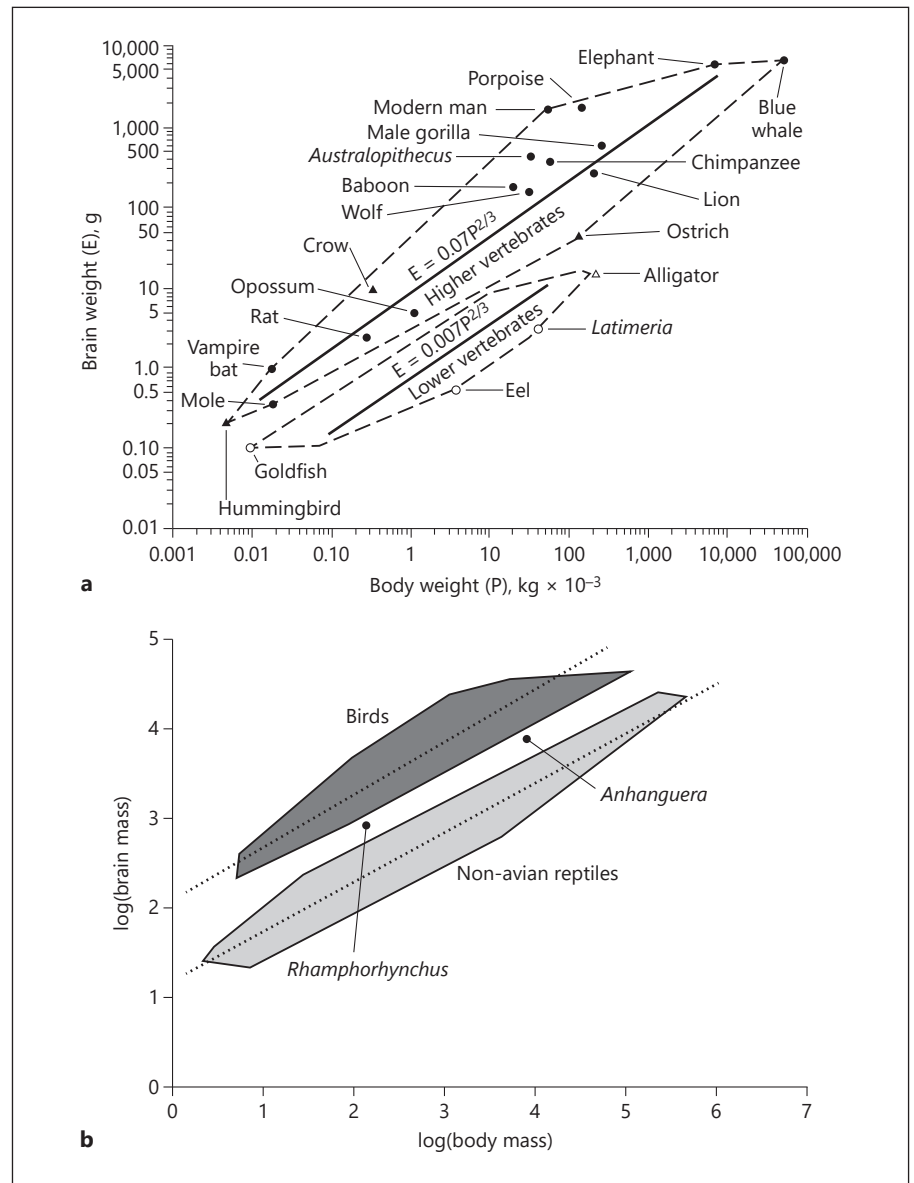 10,000
5,000
1,000
500
100
50
10
5
1.0
0.5
0.10
0.05
0.01
Brain weight (E), g
Elephant
Porpoise
Modern man
Blue
whale
Male gorilla
Australopithecus
Chimpanzee
Baboon
Lion
Wolf
Ostrich
Crow
E = 0.07P^2/3
Higher vertebrates
Alligator
Opossum
Rat
Latimeria
E = 0.007P^2/3
Lower vertebrates
Vampire
bat
Eel
Mole
Goldfish
Hummingbird
0.001 0.01 0.10 1 10 100 1,000 10,000 100,000
a
Body weight (P), kg × 10^–3
5
4
3
2
1
0
log(brain mass)
Birds
Anhanguera
Non-avian reptiles
Rhamphorhynchus
0 1 2 3 4 5 6 7
b
log(body mass)